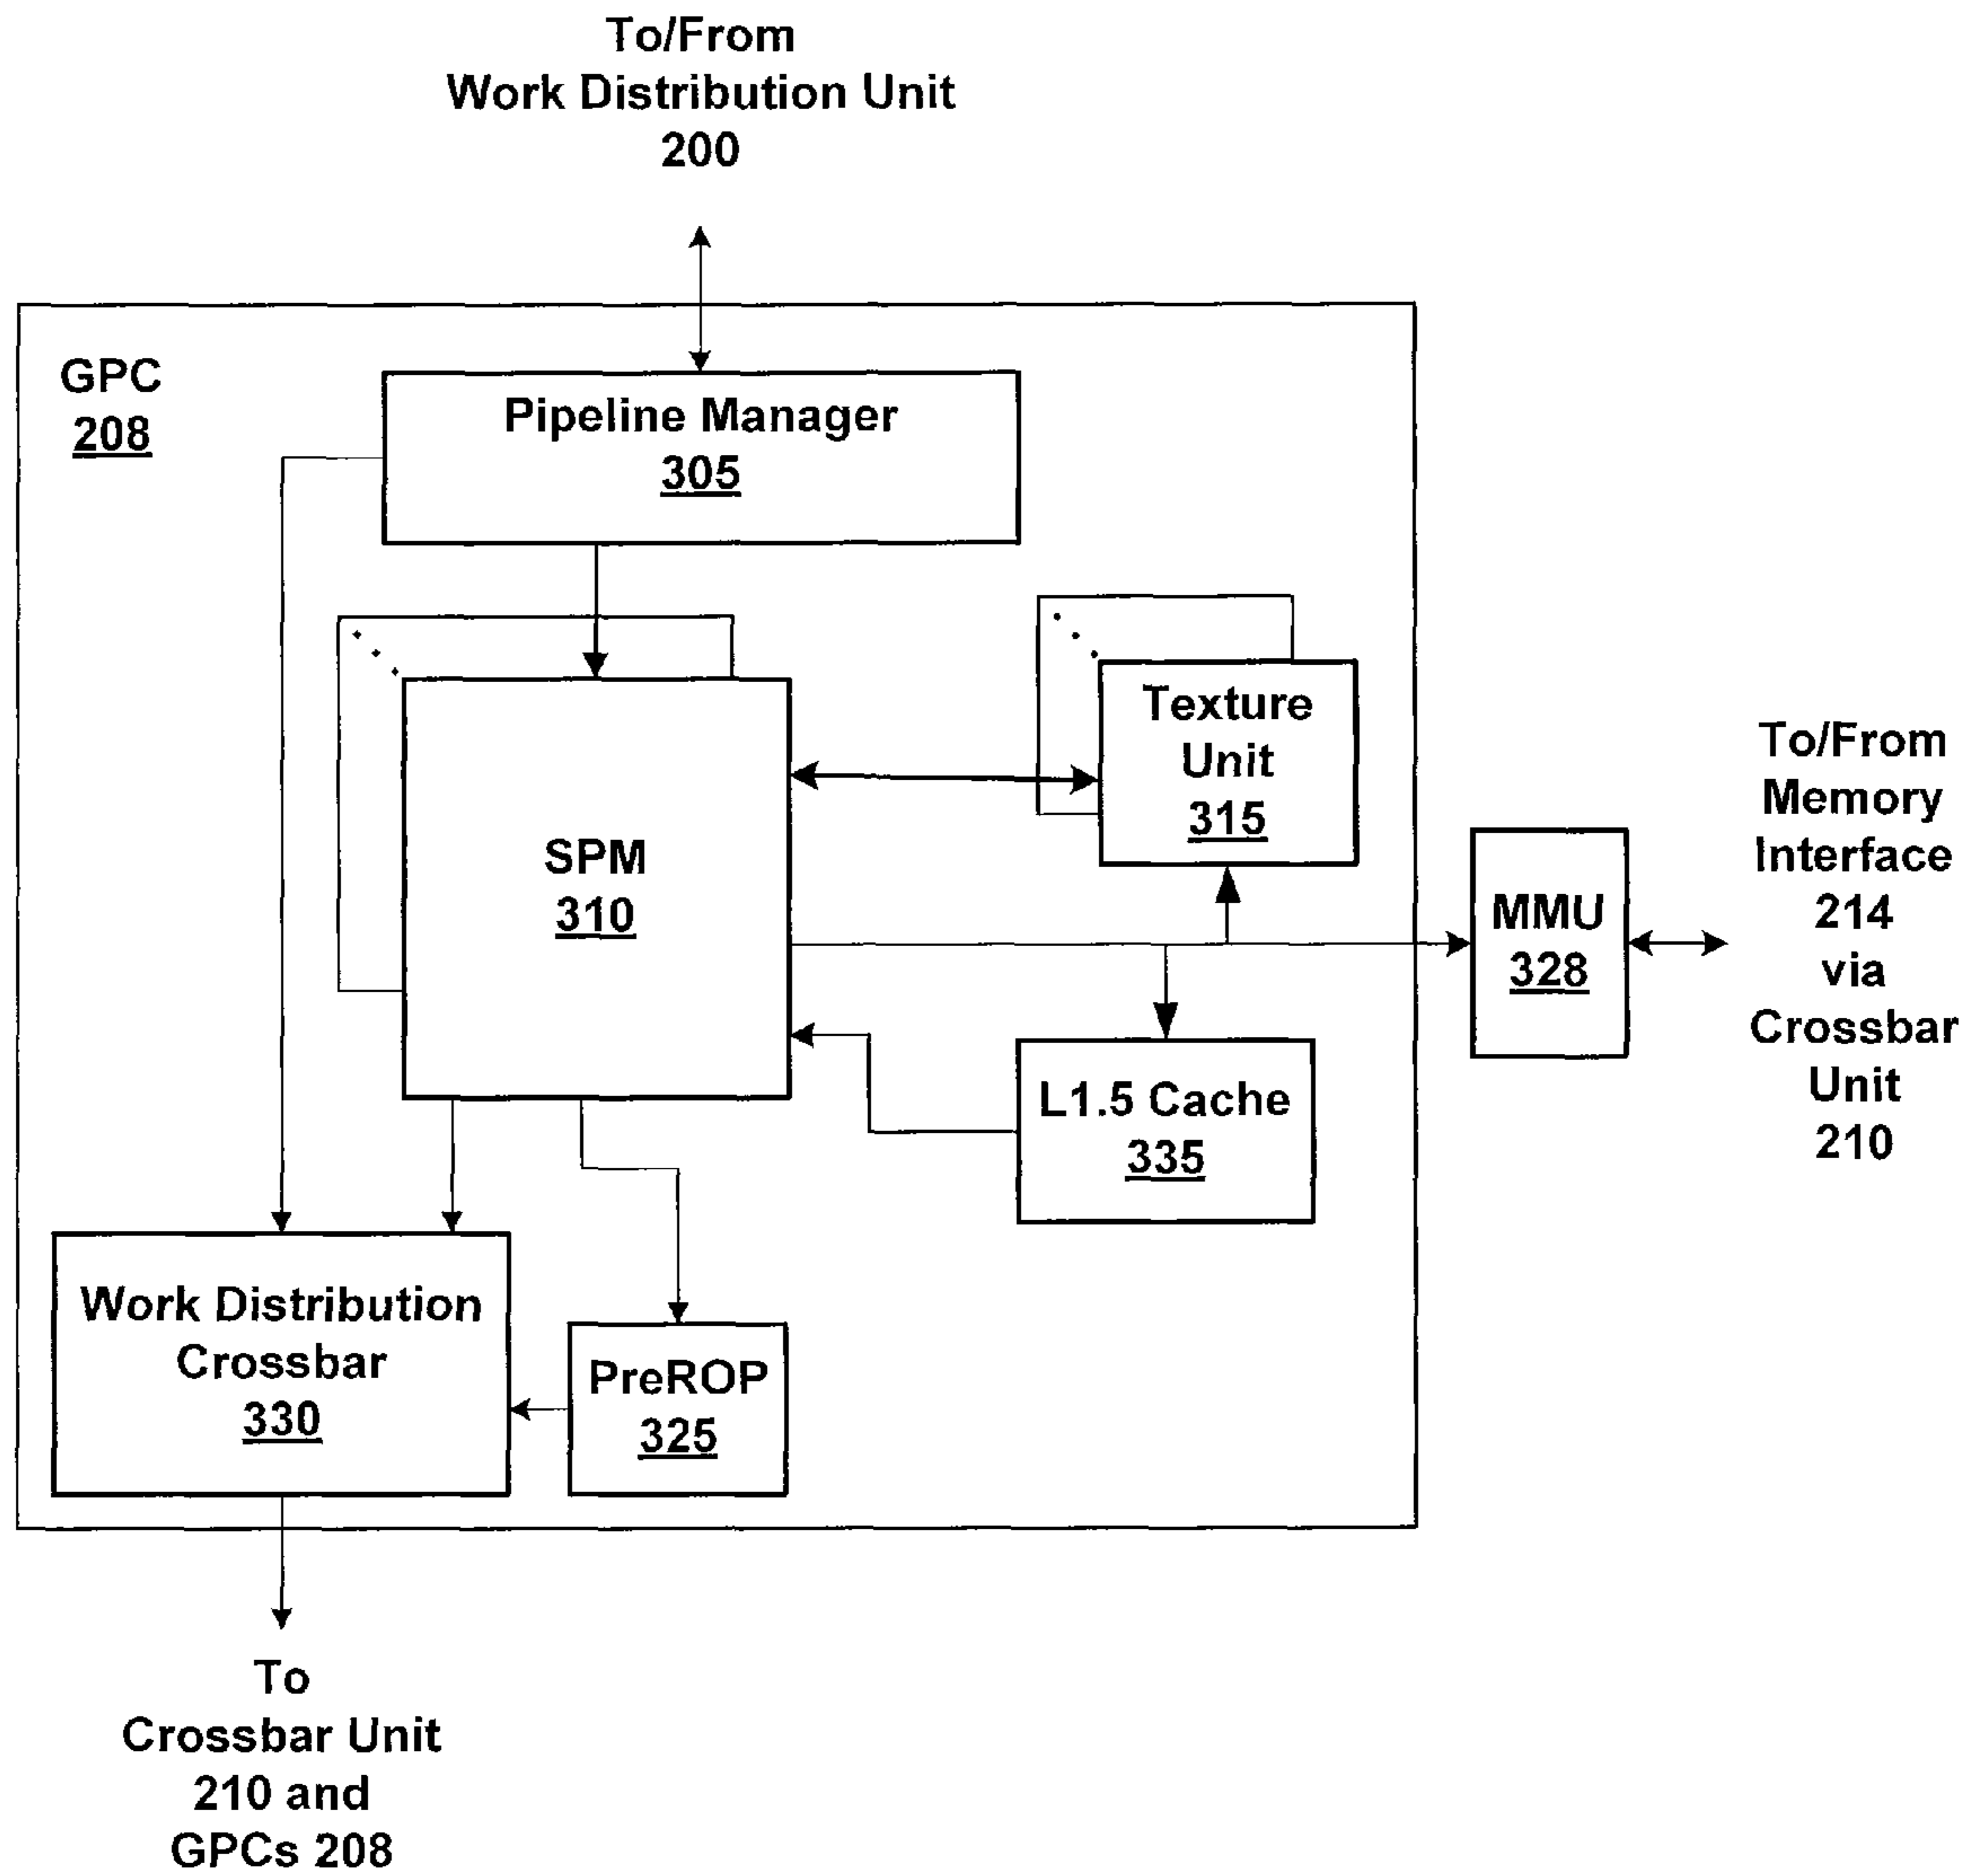 To/From
Work Distribution Unit
200
GPC
208
Pipeline Manager
305
Texture
Unit
315
SPM
310
To/From
Memory
Interface
214
via
Crossbar
Unit
210
MMU
328
L1.5 Cache
335
Work Distribution
Crossbar
330
PreROP
325
To
Crossbar Unit
210 and
GPCs 208